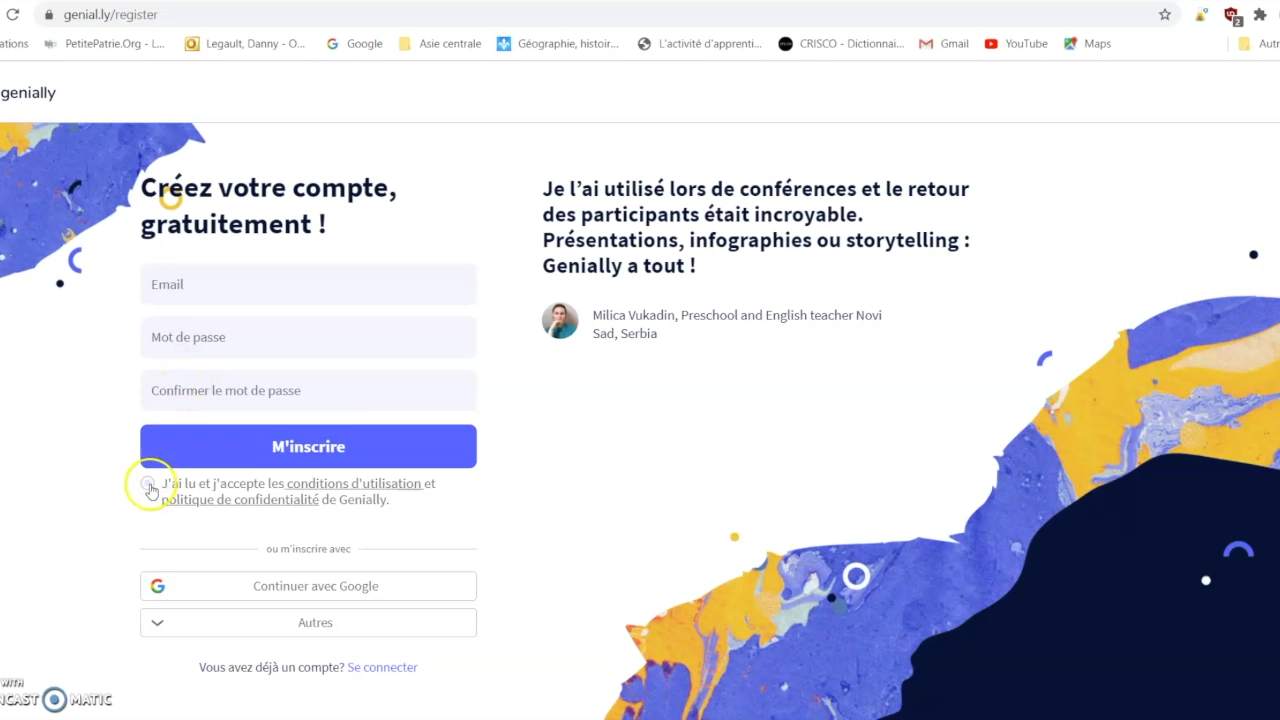 genial.ly/register
2
ations
PetitePatrie.Org - L...
Legault, Danny - O...
Google
Asie centrale
Géographie, histoir...
L'activité d'apprenti...
CRISCO - Dictionnai...
Gmail
YouTube
Maps
Autr
genially
Créez votre compte,
gratuitement !
Email
Mot de passe
Confirmer le mot de passe
M'inscrire
J'ai lu et j'accepte les conditions d'utilisation et
politique de confidentialité de Genially.
ou m'inscrire avec
Continuer avec Google
Autres
Vous avez déjà un compte? Se connecter
Je l'ai utilisé lors de conférences et le retour
des participants était incroyable.
Présentations, infographies ou storytelling :
Genially a tout !
Milica Vukadin, Preschool and English teacher Novi
Sad, Serbia
WITH
NCAST MATIC